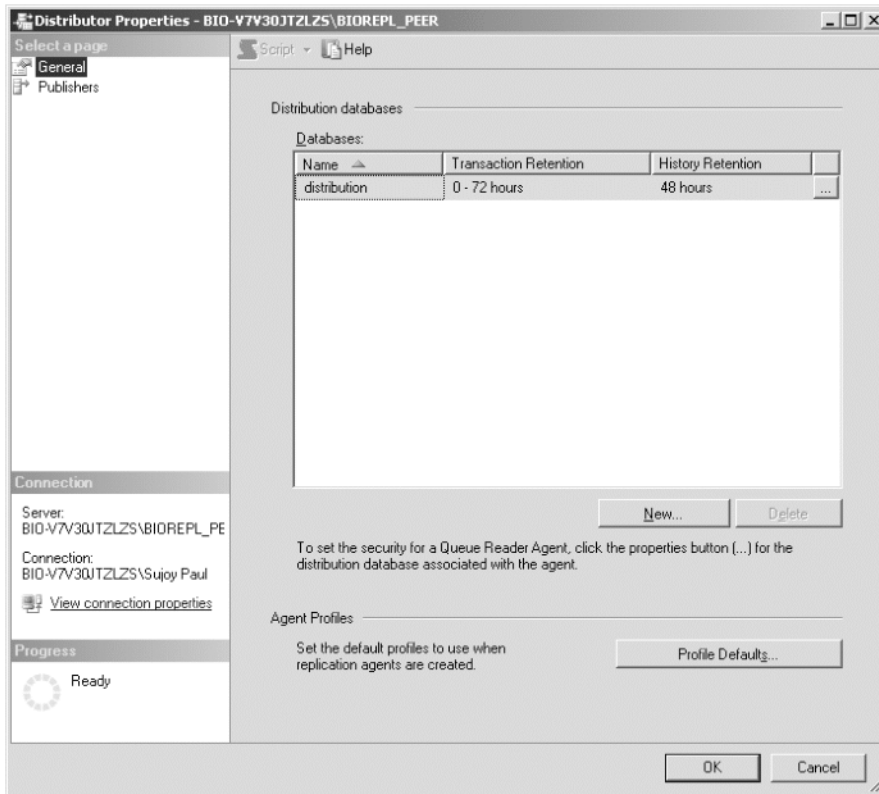 Distributor Properties - BIO-V7V30JTZLZS\BIOREPL_PEER
Select a page
General
Publishers
Script
Help
Distribution databases
Databases:
Name
Transaction Retention
History Retention
distribution
0 - 72 hours
48 hours
...
New...
Delete
To set the security for a Queue Reader Agent, click the properties button (...) for the
distribution database associated with the agent.
Agent Profiles
Set the default profiles to use when
replication agents are created.
Profile Defaults...
Connection
Server:
BIO-V7V30JTZLZS\BIOREPL_PE
Connection:
BIO-V7V30JTZLZS\Sujoy Paul
View connection properties
Progress
Ready
OK
Cancel